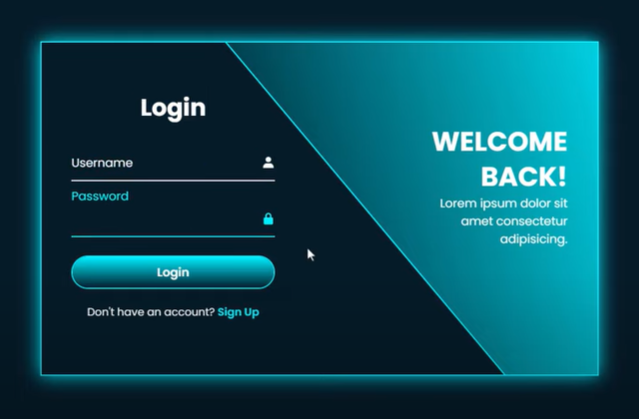 Login
Username
Password
Login
Don't have an account? Sign Up
WELCOME
BACK!
Lorem ipsum dolor sit
amet consectetur
adipisicing.